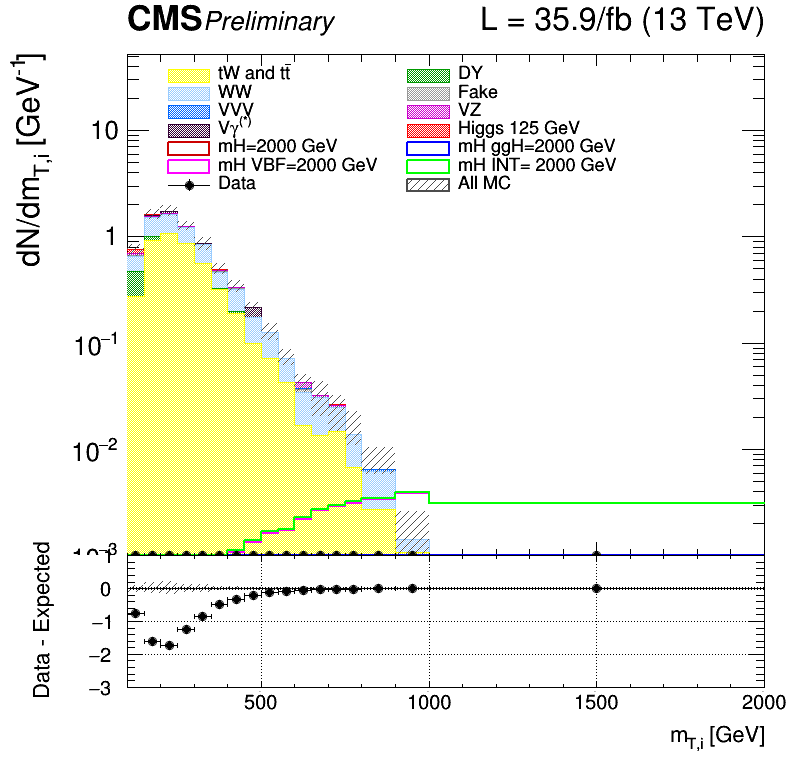 CMS Preliminary L = 35.9/fb (13 TeV)
dN/dm_{T,i} [GeV⁻¹]
tW and tt̄ DY
WW Fake
VVV VZ
Vγ^(*) Higgs 125 GeV
mH=2000 GeV mH ggH=2000 GeV
mH VBF=2000 GeV mH INT= 2000 GeV
Data All MC
10
1
10⁻¹
10⁻²
10⁻³
Data - Expected
1
0
−1
−2
−3
500 1000 1500 2000
m_{T,i} [GeV]